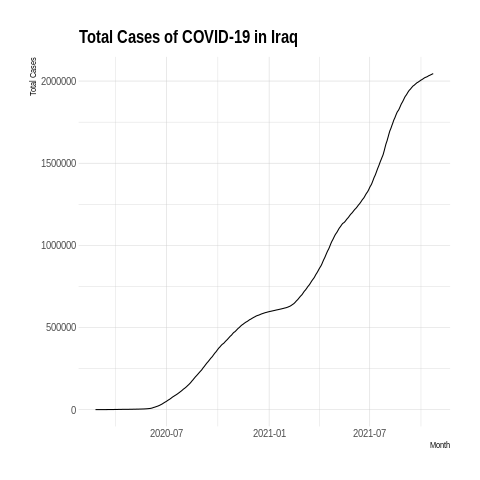 Total Cases of COVID-19 in Iraq
Total Cases
2000000
1500000
1000000
500000
0
2020-07 2021-01 2021-07
Month